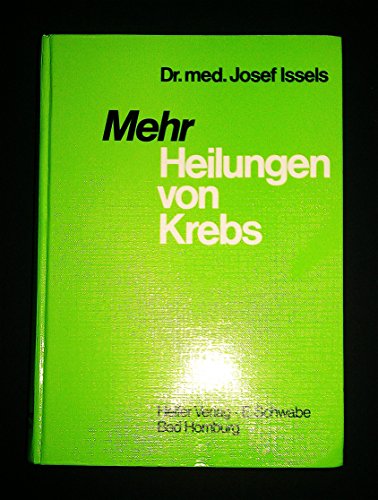 Dr. med. Josef Issels
Mehr
Heilungen
von
Krebs
Helfer Verlag · E. Schwabe
Bad Homburg